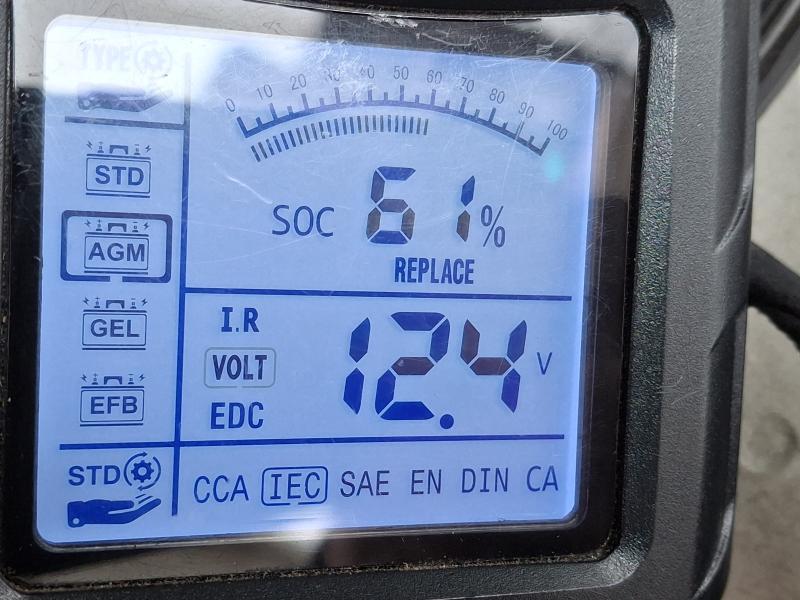 TYPE
0 10 20 30 40 50 60 70 80 90 100
STD
SOC 61%
AGM
REPLACE
GEL
I.R
VOLT 12.4 V
EFB
EDC
STD
CCA IEC SAE EN DIN CA